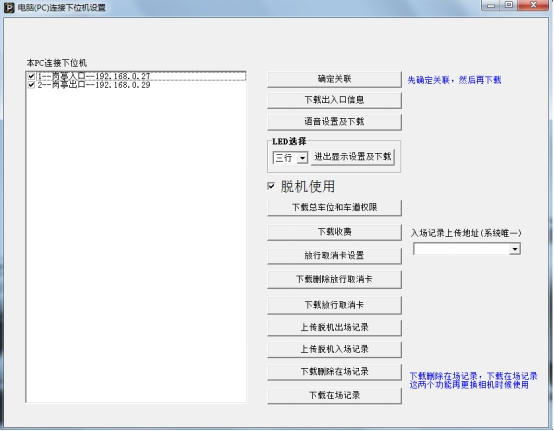 电脑(PC)连接下位机设置
本PC连接下位机
1--岗亭入口--192.168.0.27
2--岗亭出口--192.168.0.29
确定关联
先确定关联，然后再下载
下载出入口信息
语音设置及下载
LED选择
三行
进出显示设置及下载
脱机使用
下载总车位和车道权限
下载收费
入场记录上传地址(系统唯一)
放行取消卡设置
下载删除放行取消卡
下载放行取消卡
上传脱机出场记录
上传脱机入场记录
下载删除在场记录
下载删除在场记录，下载在场记录
这两个功能再更换相机时候使用
下载在场记录